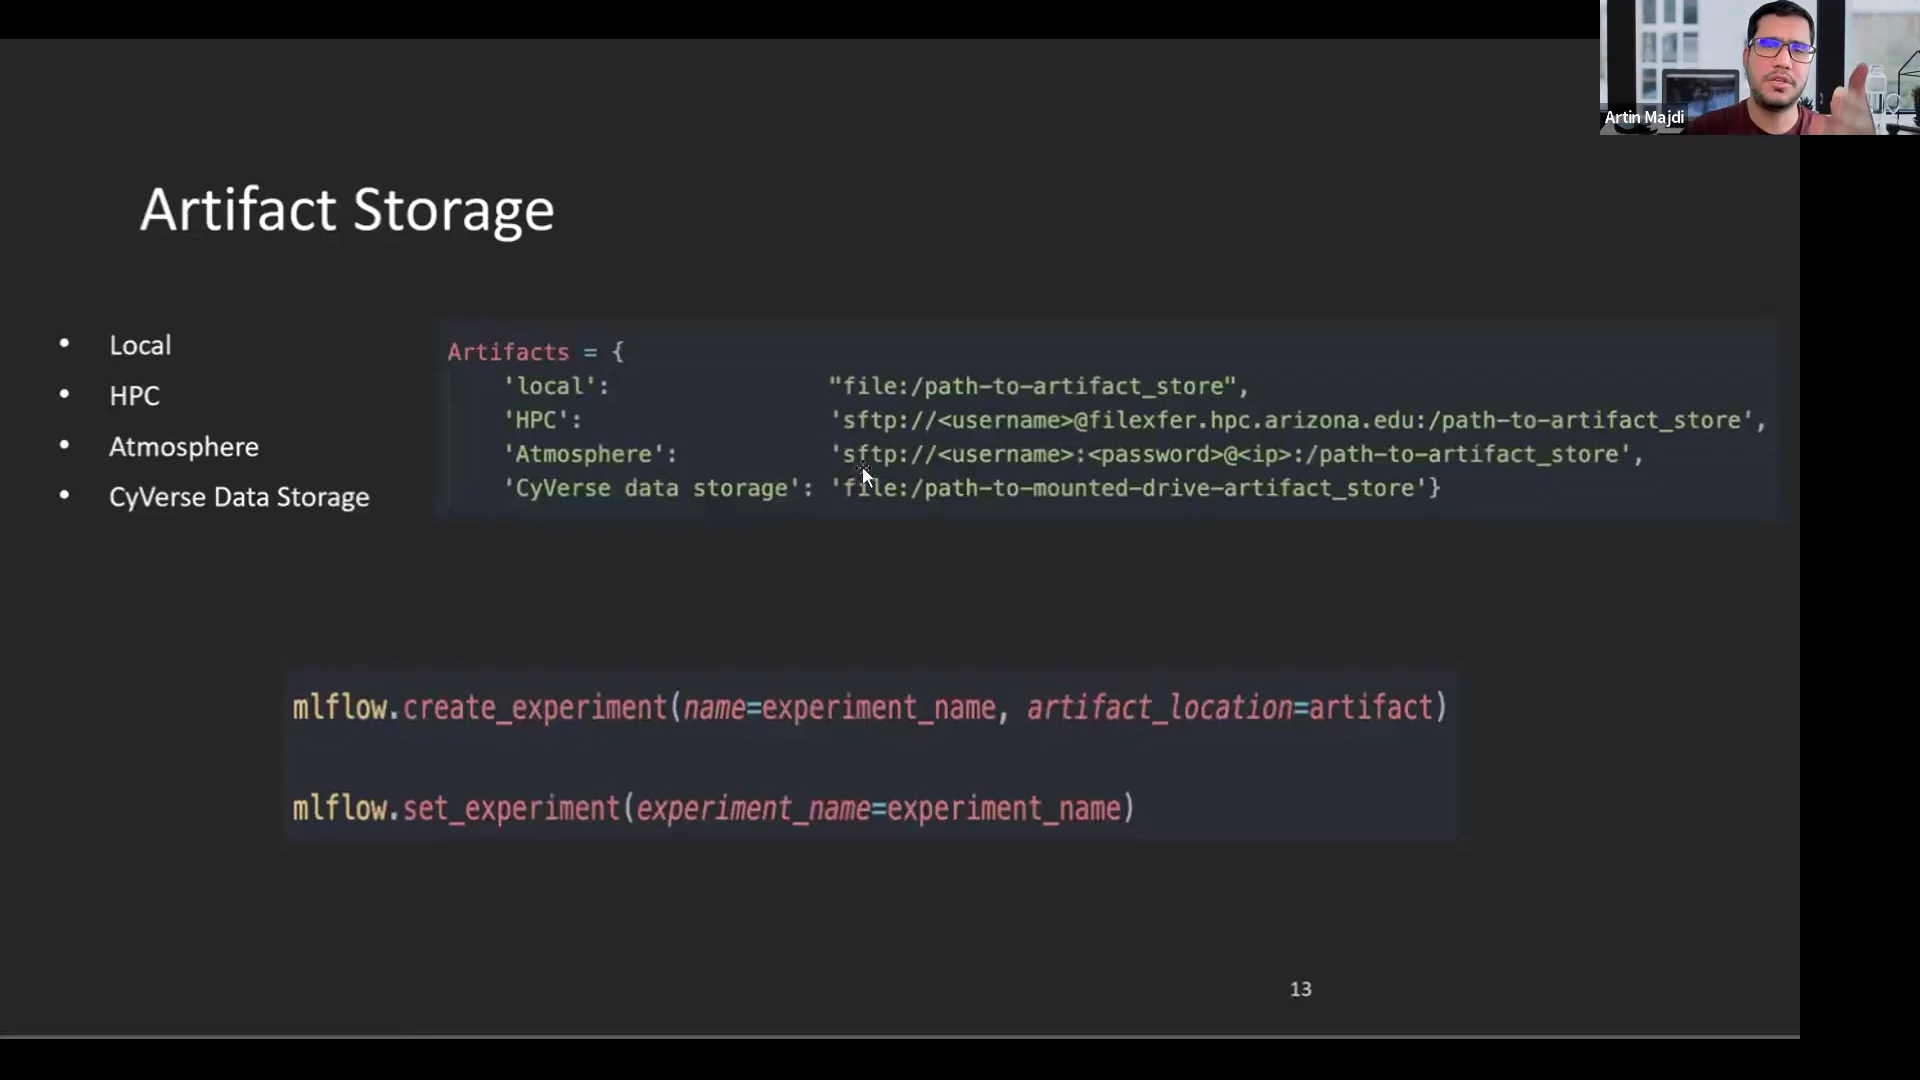 Artin Majdi
Artifact Storage
• Local
• HPC
• Atmosphere
• CyVerse Data Storage
Artifacts = {
'local': "file:/path-to-artifact_store",
'HPC': 'sftp://<username>@filexfer.hpc.arizona.edu:/path-to-artifact_store',
'Atmosphere': 'sftp://<username>:<password>@<ip>:/path-to-artifact_store',
'CyVerse data storage': 'file:/path-to-mounted-drive-artifact_store'}
mlflow.create_experiment(name=experiment_name, artifact_location=artifact)
mlflow.set_experiment(experiment_name=experiment_name)
13